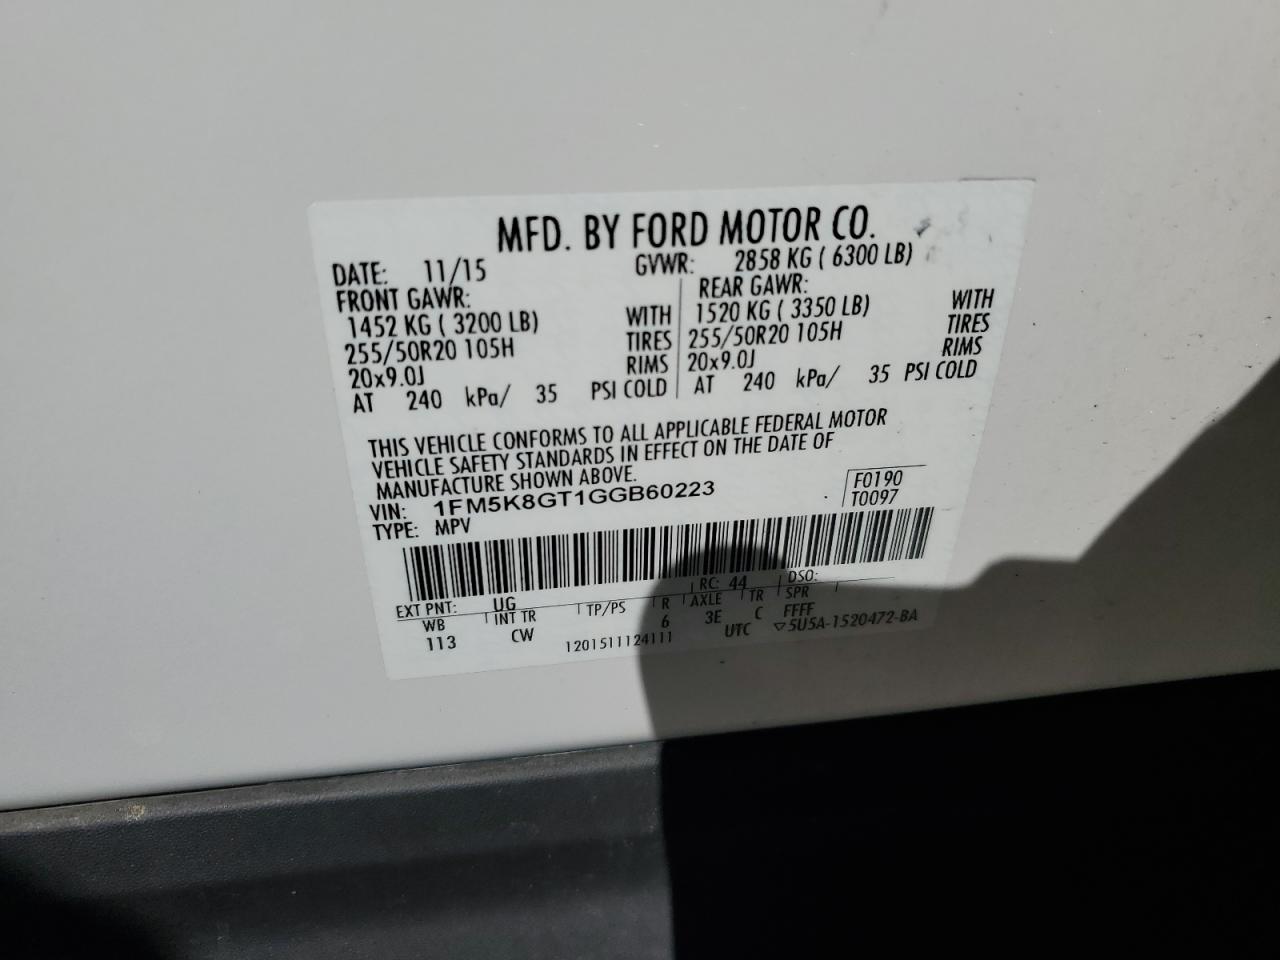 MFD. BY FORD MOTOR CO.
DATE: 11/15 GVWR: 2858 KG ( 6300 LB)
FRONT GAWR: REAR GAWR:
1452 KG ( 3200 LB) WITH 1520 KG ( 3350 LB) WITH
255/50R20 105H TIRES 255/50R20 105H TIRES
20x9.0J RIMS 20x9.0J RIMS
AT 240 kPa/ 35 PSI COLD AT 240 kPa/ 35 PSI COLD
THIS VEHICLE CONFORMS TO ALL APPLICABLE FEDERAL MOTOR
VEHICLE SAFETY STANDARDS IN EFFECT ON THE DATE OF
MANUFACTURE SHOWN ABOVE.
VIN: 1FM5K8GT1GGB60223 F0190
TYPE: MPV T0097
EXT PNT: UG RC: 44 DSO:
WB INT TR TP/PS R AXLE TR SPR
113 CW 6 3E C FFFF
1201511124111 UTC ▽5U5A-1520472-BA